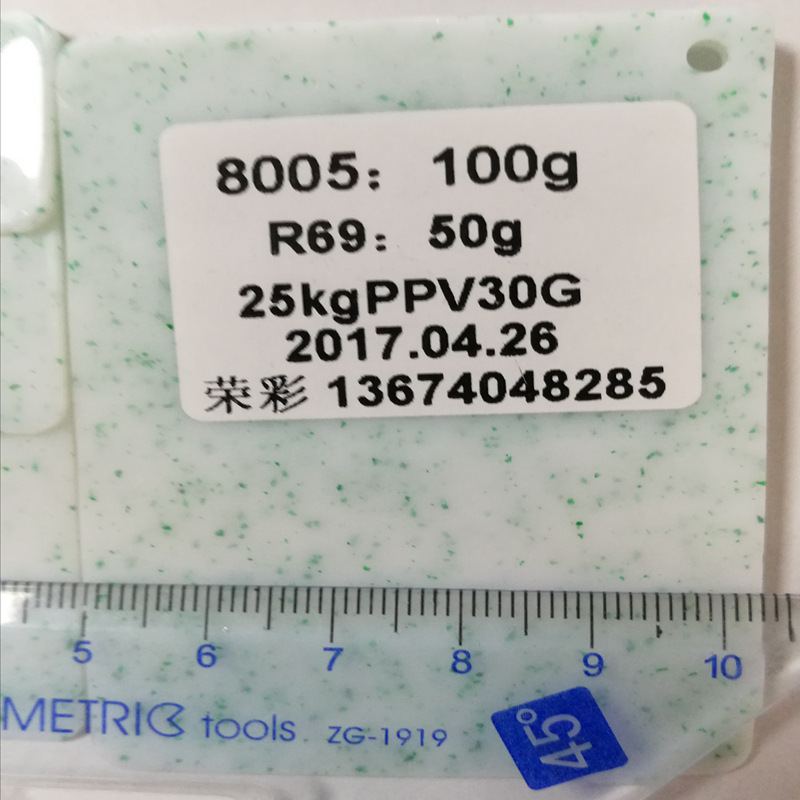 8005： 100g
R69： 50g
25kgPPV30G
2017.04.26
荣彩 13674048285
5 6 7 8 9 10
METRIC tools ZG-1919
45°